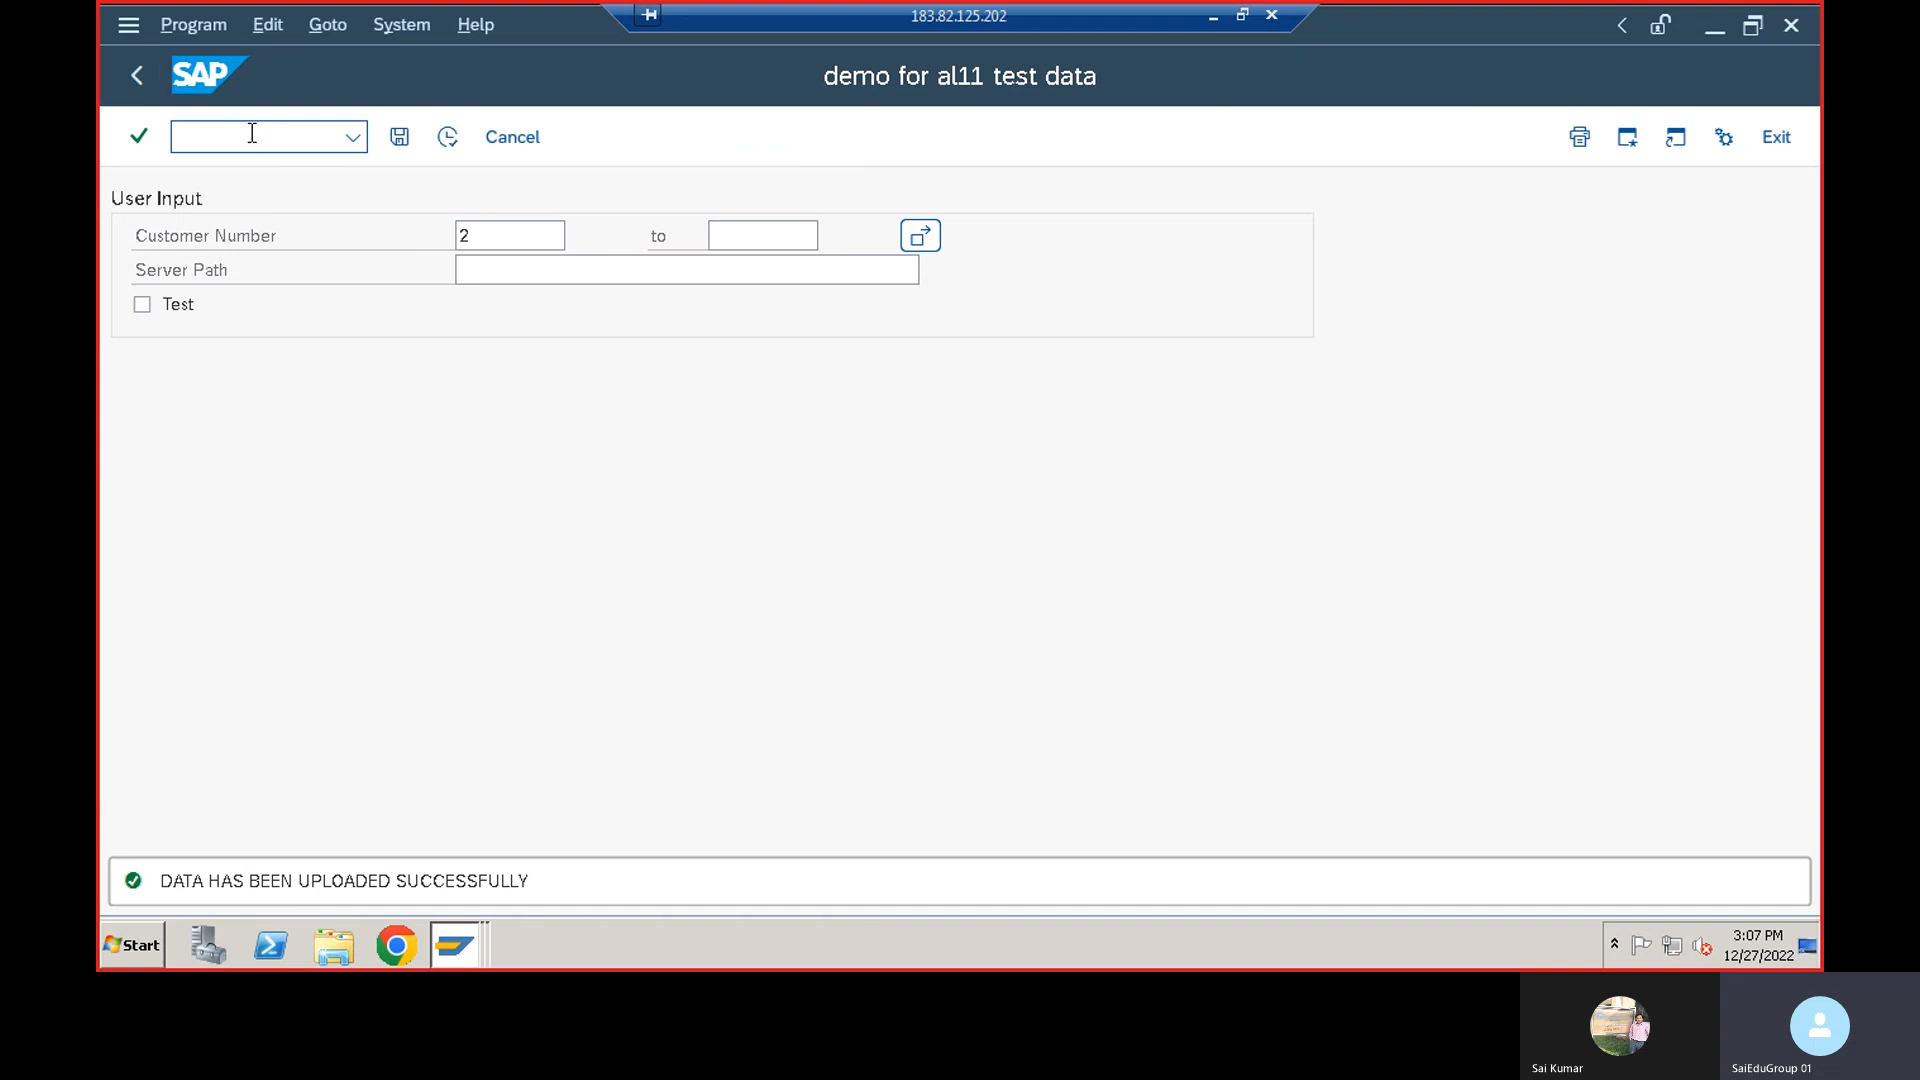 183.82.125.202
Program Edit Goto System Help
SAP
demo for al11 test data
Cancel
Exit
User Input
Customer Number 2 to
Server Path
Test
DATA HAS BEEN UPLOADED SUCCESSFULLY
Start
3:07 PM
12/27/2022
Sai Kumar
SaiEduGroup 01